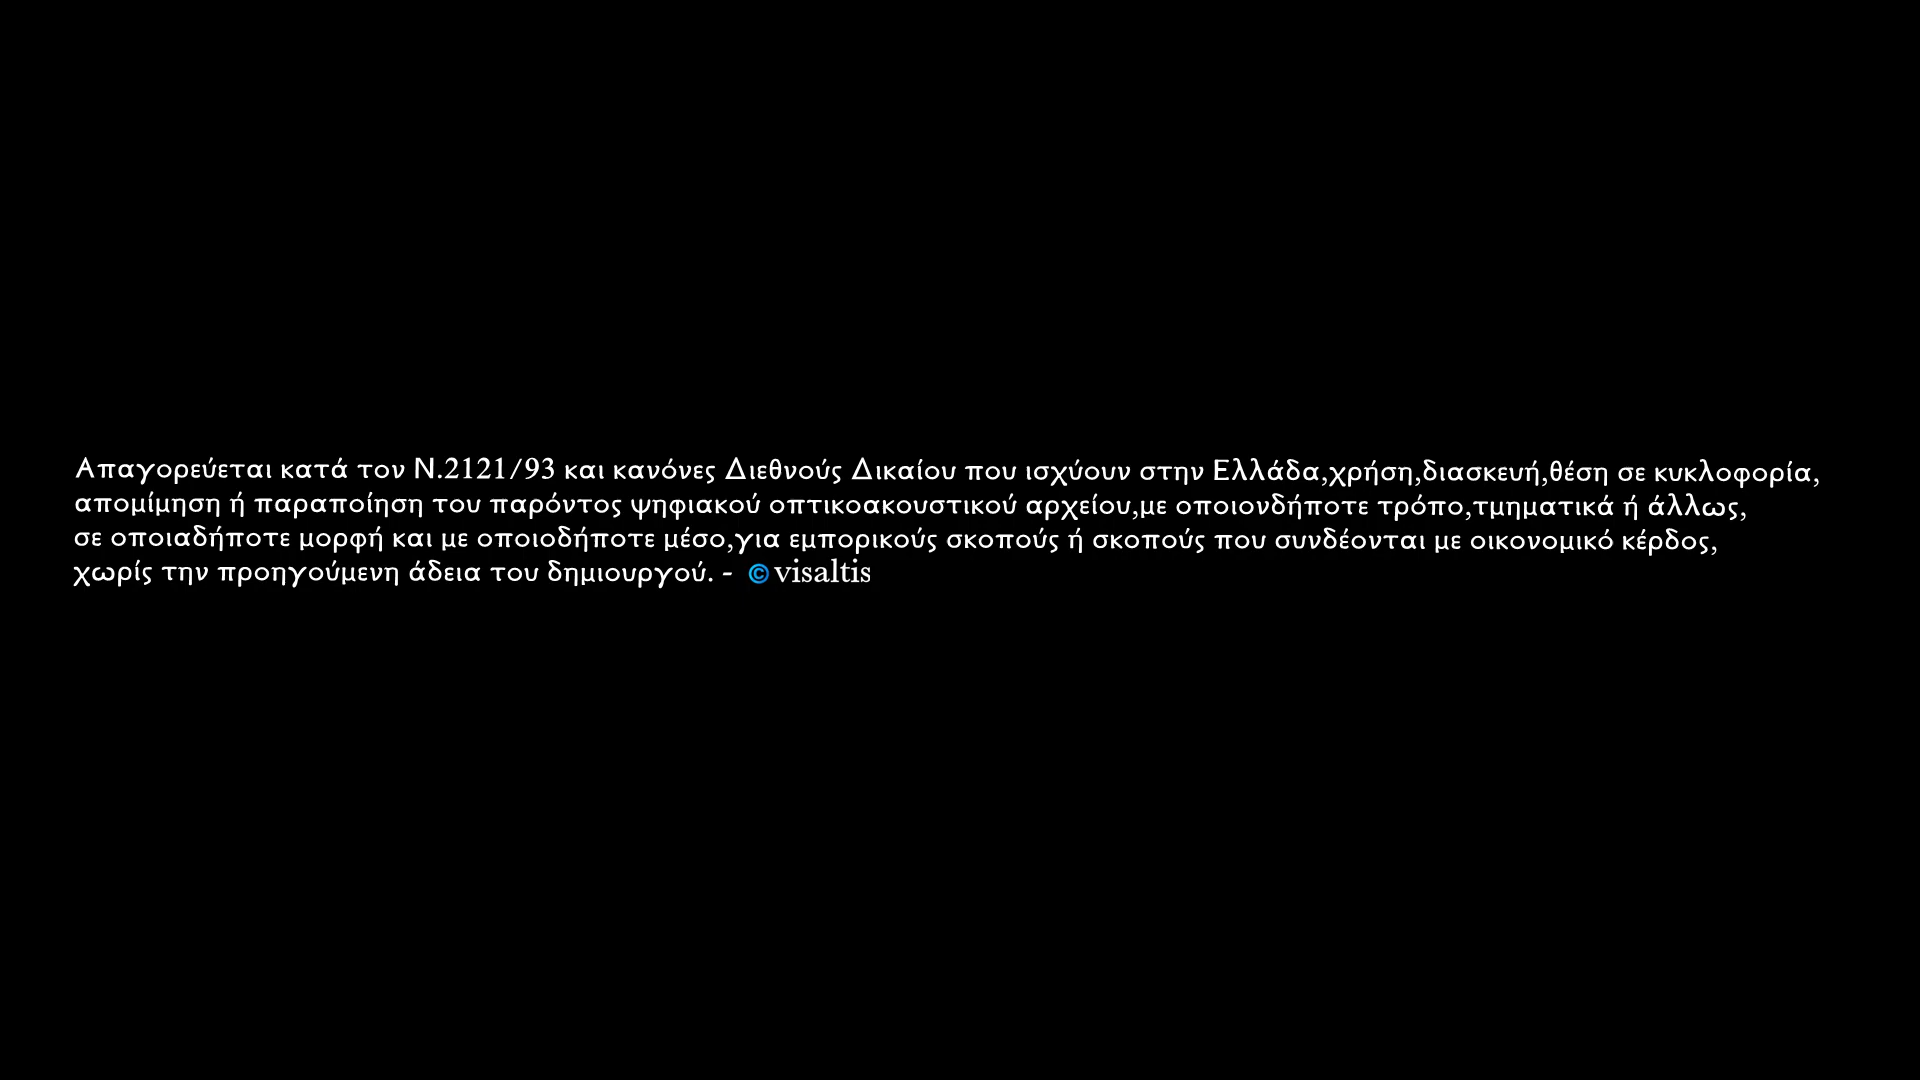 Απαγορεύεται κατά τον Ν.2121/93 και κανόνες Διεθνούς Δικαίου που ισχύουν στην Ελλάδα,χρήση,διασκευή,θέση σε κυκλοφορία,
απομίμηση ή παραποίηση του παρόντος ψηφιακού οπτικοακουστικού αρχείου,με οποιονδήποτε τρόπο,τμηματικά ή άλλως,
σε οποιαδήποτε μορφή και με οποιοδήποτε μέσο,για εμπορικούς σκοπούς ή σκοπούς που συνδέονται με οικονομικό κέρδος,
χωρίς την προηγούμενη άδεια του δημιουργού. - © visaltis